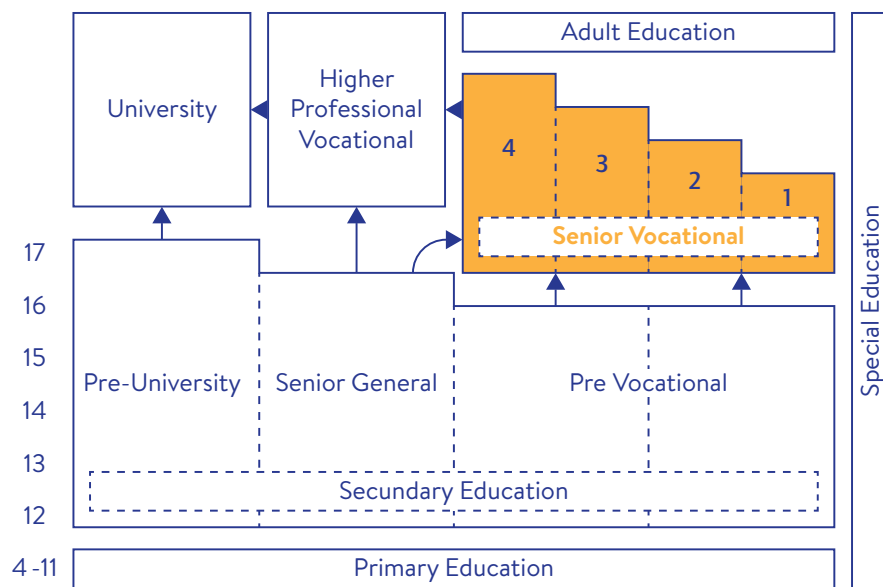 Adult Education
University
Higher
Professional
Vocational
4
3
2
1
Senior Vocational
Special Education
17
16
15
14
13
12
Pre-University
Senior General
Pre Vocational
Secundary Education
4-11
Primary Education